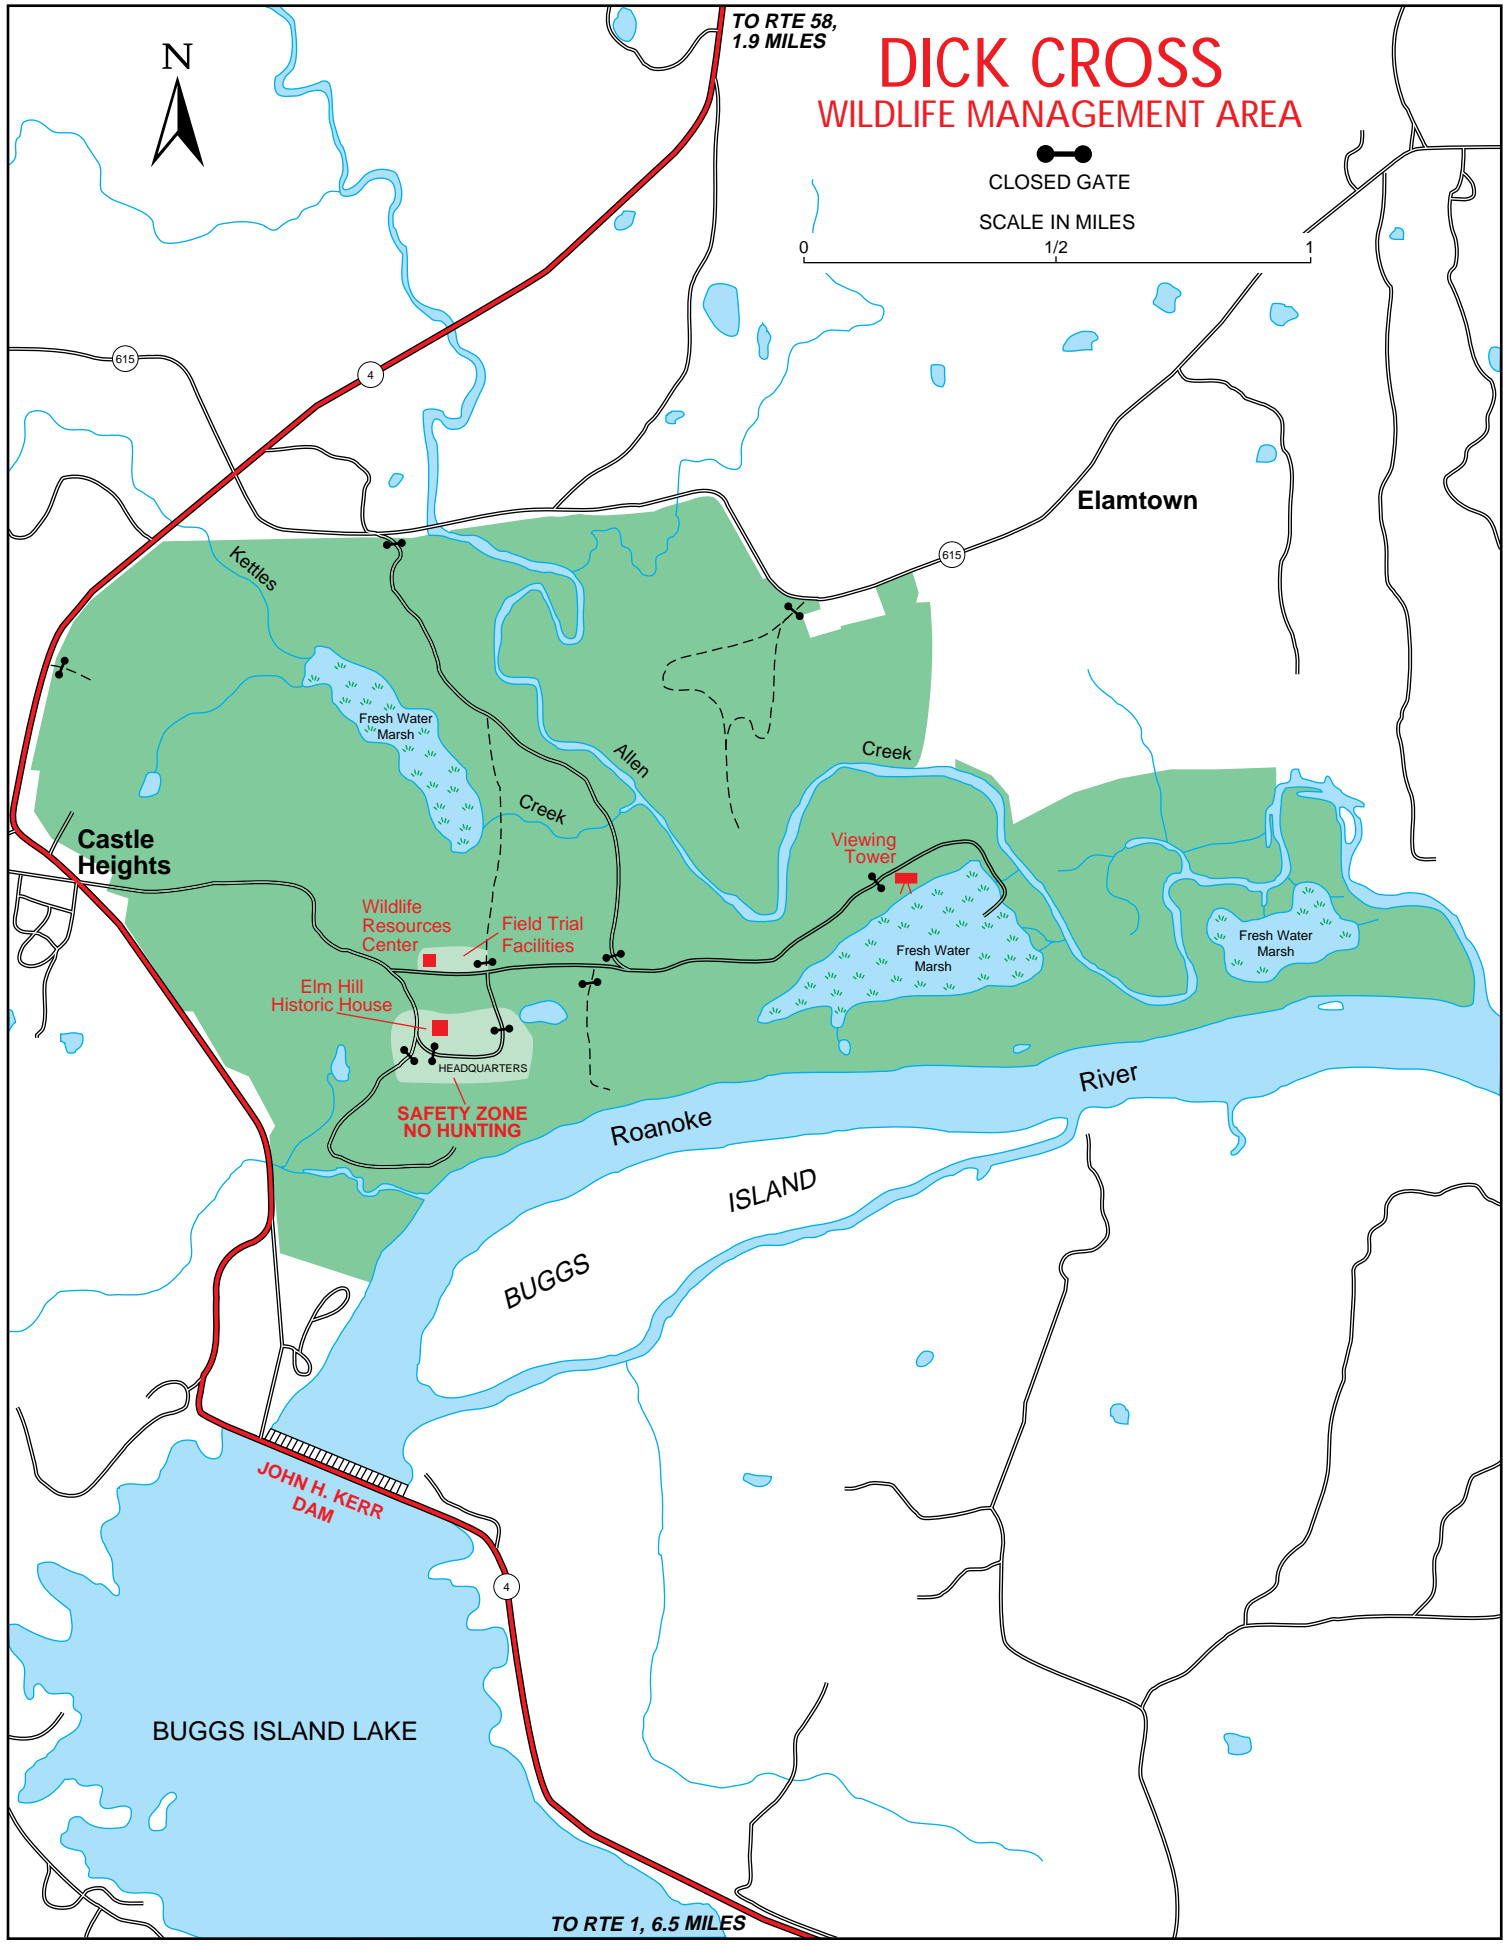 TO RTE 58,
1.9 MILES
DICK CROSS
WILDLIFE MANAGEMENT AREA
N
CLOSED GATE
SCALE IN MILES
0 1/2 1
615
4
Elamtown
615
Kettles
Fresh Water
Marsh
Allen
Creek
Creek
Castle
Heights
Viewing
Tower
Wildlife
Resources
Center
Field Trial
Facilities
Fresh Water
Marsh
Fresh Water
Marsh
Elm Hill
Historic House
HEADQUARTERS
SAFETY ZONE
NO HUNTING
Roanoke
River
BUGGS
ISLAND
JOHN H. KERR
DAM
4
BUGGS ISLAND LAKE
TO RTE 1, 6.5 MILES